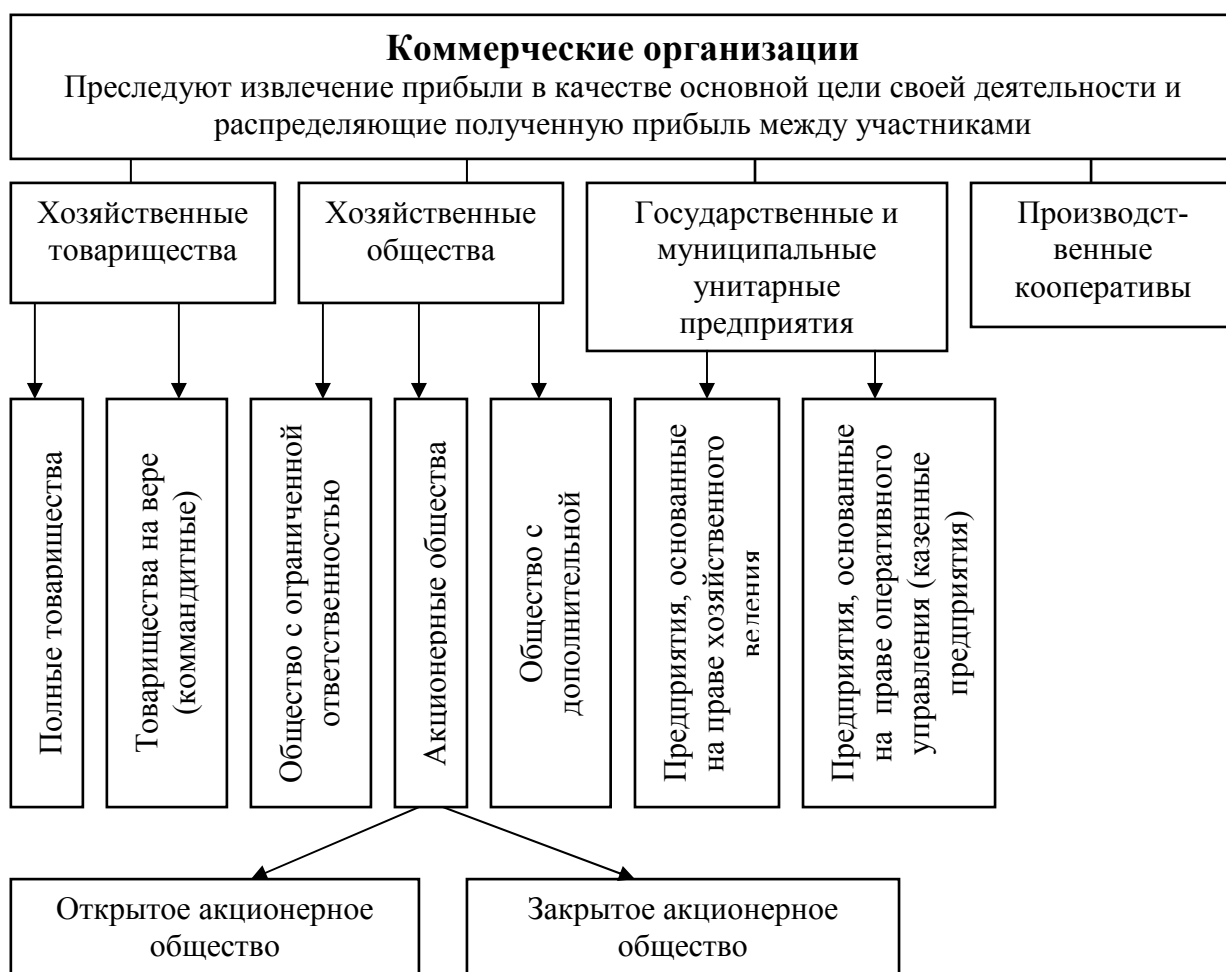 Коммерческие организации
Преследуют извлечение прибыли в качестве основной цели своей деятельности и
распределяющие полученную прибыль между участниками
Хозяйственные
товарищества
Хозяйственные
общества
Государственные и
муниципальные
унитарные
предприятия
Производст-
венные
кооперативы
Полные товарищества
Товарищества на вере
(коммандитные)
Общество с ограниченной
ответственностью
Акционерные общества
Общество с
дополнительной
Предприятия, основанные
на праве хозяйственного
ведения
Предприятия, основанные
на праве оперативного
управления (казенные
предприятия)
Открытое акционерное
общество
Закрытое акционерное
общество